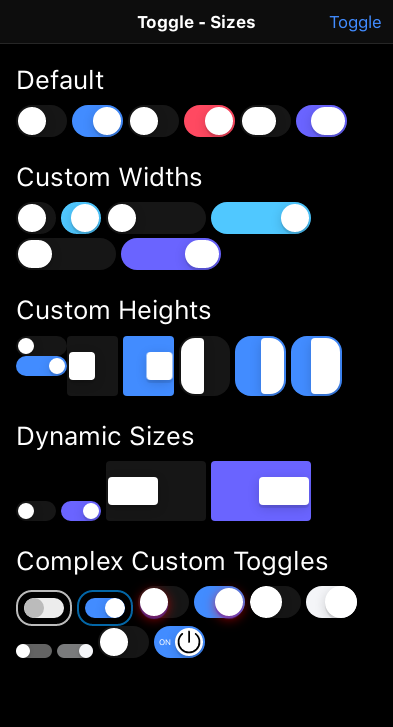 Toggle - Sizes
Toggle
Default
Custom Widths
Custom Heights
Dynamic Sizes
Complex Custom Toggles
ON